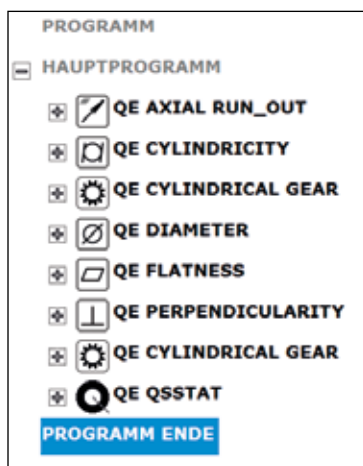 PROGRAMM
HAUPTPROGRAMM
QE AXIAL RUN_OUT
QE CYLINDRICITY
QE CYLINDRICAL GEAR
QE DIAMETER
QE FLATNESS
QE PERPENDICULARITY
QE CYLINDRICAL GEAR
QE QSSTAT
PROGRAMM ENDE